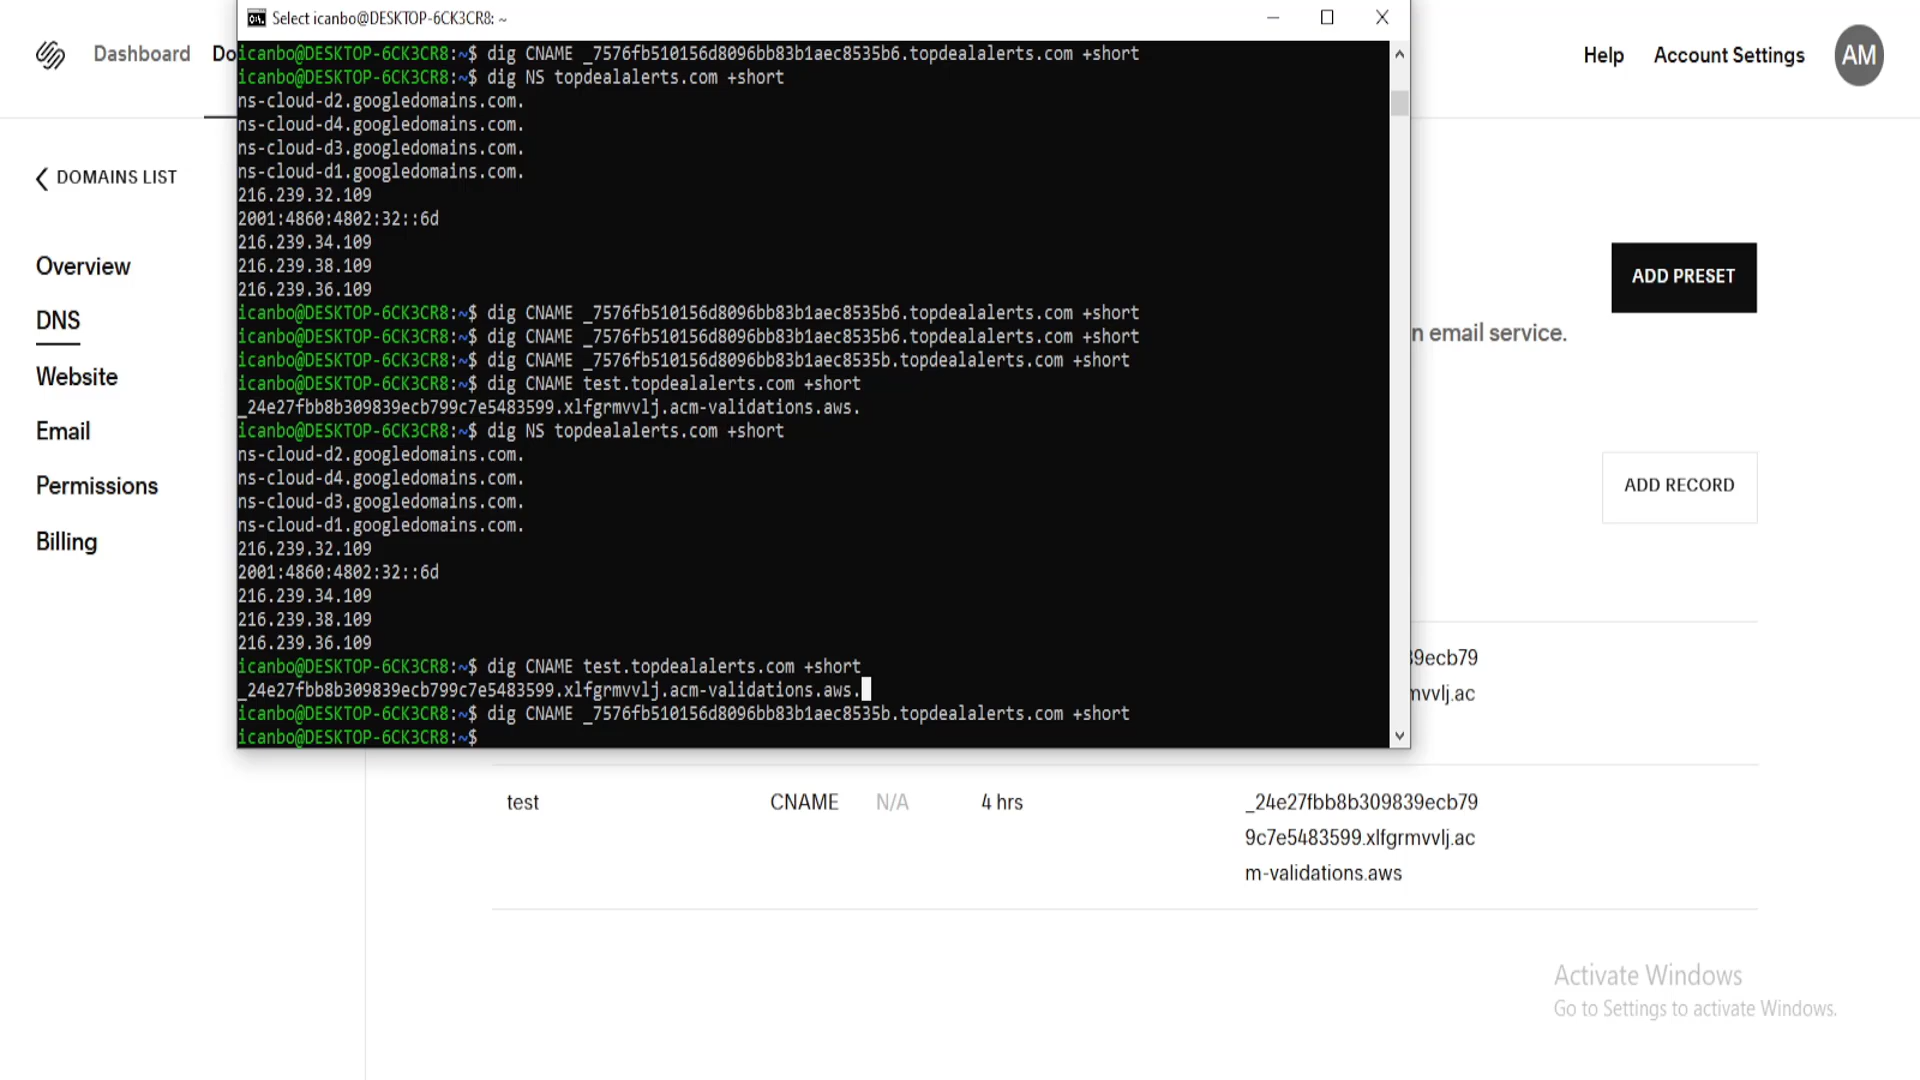 Select icanbo@DESKTOP-6CK3CR8: ~
Dashboard Do
Help Account Settings AM
icanbo@DESKTOP-6CK3CR8:~$ dig CNAME _7576fb510156d8096bb83b1aec8535b6.topdealalerts.com +short
icanbo@DESKTOP-6CK3CR8:~$ dig NS topdealalerts.com +short
ns-cloud-d2.googledomains.com.
ns-cloud-d4.googledomains.com.
ns-cloud-d3.googledomains.com.
ns-cloud-d1.googledomains.com.
216.239.32.109
2001:4860:4802:32::6d
216.239.34.109
216.239.38.109
216.239.36.109
icanbo@DESKTOP-6CK3CR8:~$ dig CNAME _7576fb510156d8096bb83b1aec8535b6.topdealalerts.com +short
icanbo@DESKTOP-6CK3CR8:~$ dig CNAME _7576fb510156d8096bb83b1aec8535b6.topdealalerts.com +short
icanbo@DESKTOP-6CK3CR8:~$ dig CNAME _7576fb510156d8096bb83b1aec8535b.topdealalerts.com +short
icanbo@DESKTOP-6CK3CR8:~$ dig CNAME test.topdealalerts.com +short
_24e27fbb8b309839ecb799c7e5483599.xlfgrmvvlj.acm-validations.aws.
icanbo@DESKTOP-6CK3CR8:~$ dig NS topdealalerts.com +short
ns-cloud-d2.googledomains.com.
ns-cloud-d4.googledomains.com.
ns-cloud-d3.googledomains.com.
ns-cloud-d1.googledomains.com.
216.239.32.109
2001:4860:4802:32::6d
216.239.34.109
216.239.38.109
216.239.36.109
icanbo@DESKTOP-6CK3CR8:~$ dig CNAME test.topdealalerts.com +short
_24e27fbb8b309839ecb799c7e5483599.xlfgrmvvlj.acm-validations.aws.
icanbo@DESKTOP-6CK3CR8:~$ dig CNAME _7576fb510156d8096bb83b1aec8535b.topdealalerts.com +short
icanbo@DESKTOP-6CK3CR8:~$
DOMAINS LIST
Overview
DNS
Website
Email
Permissions
Billing
ADD PRESET
n email service.
ADD RECORD
39ecb79
mvvlj.ac
test CNAME N/A 4 hrs _24e27fbb8b309839ecb79
9c7e5483599.xlfgrmvvlj.ac
m-validations.aws
Activate Windows
Go to Settings to activate Windows.